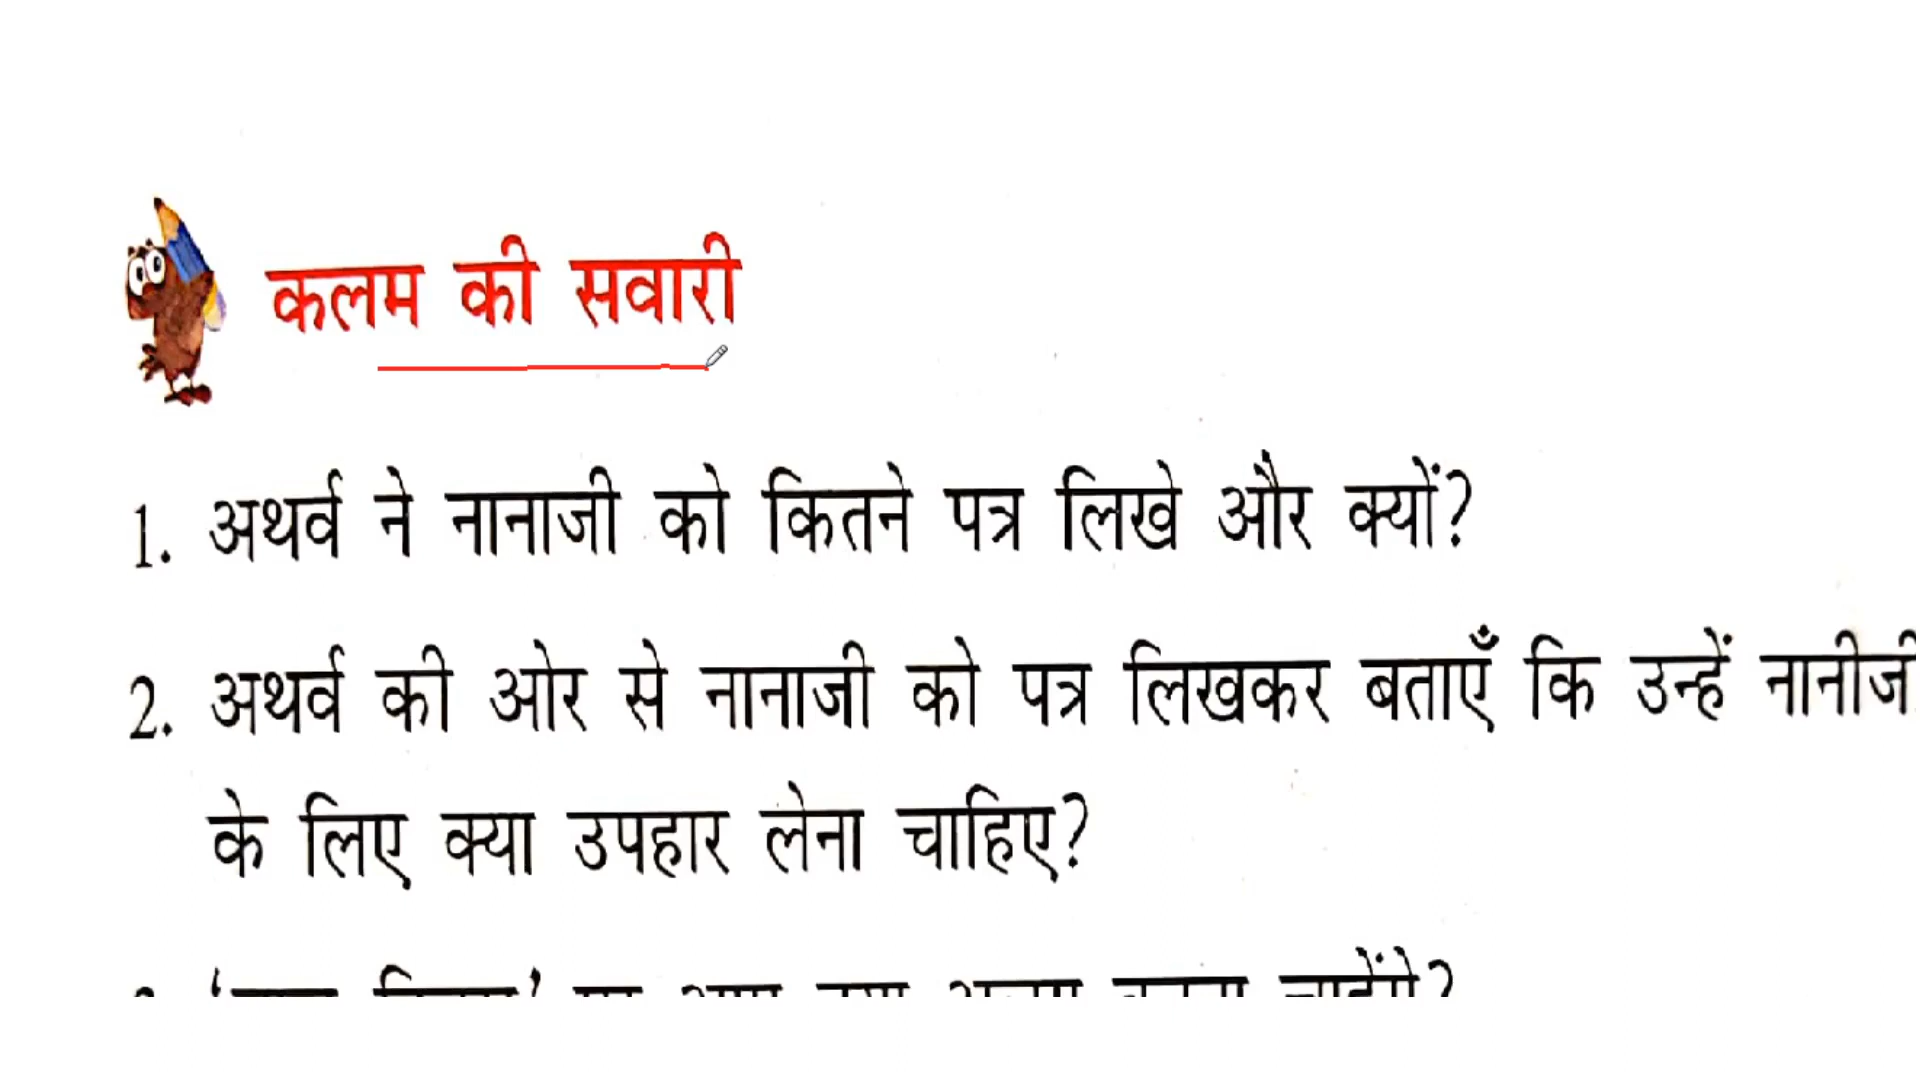 कलम की सवारी
1. अथर्व ने नानाजी को कितने पत्र लिखे और क्यों?
2. अथर्व की ओर से नानाजी को पत्र लिखकर बताएँ कि उन्हें नानीजी
के लिए क्या उपहार लेना चाहिए?
चाहेंगे?